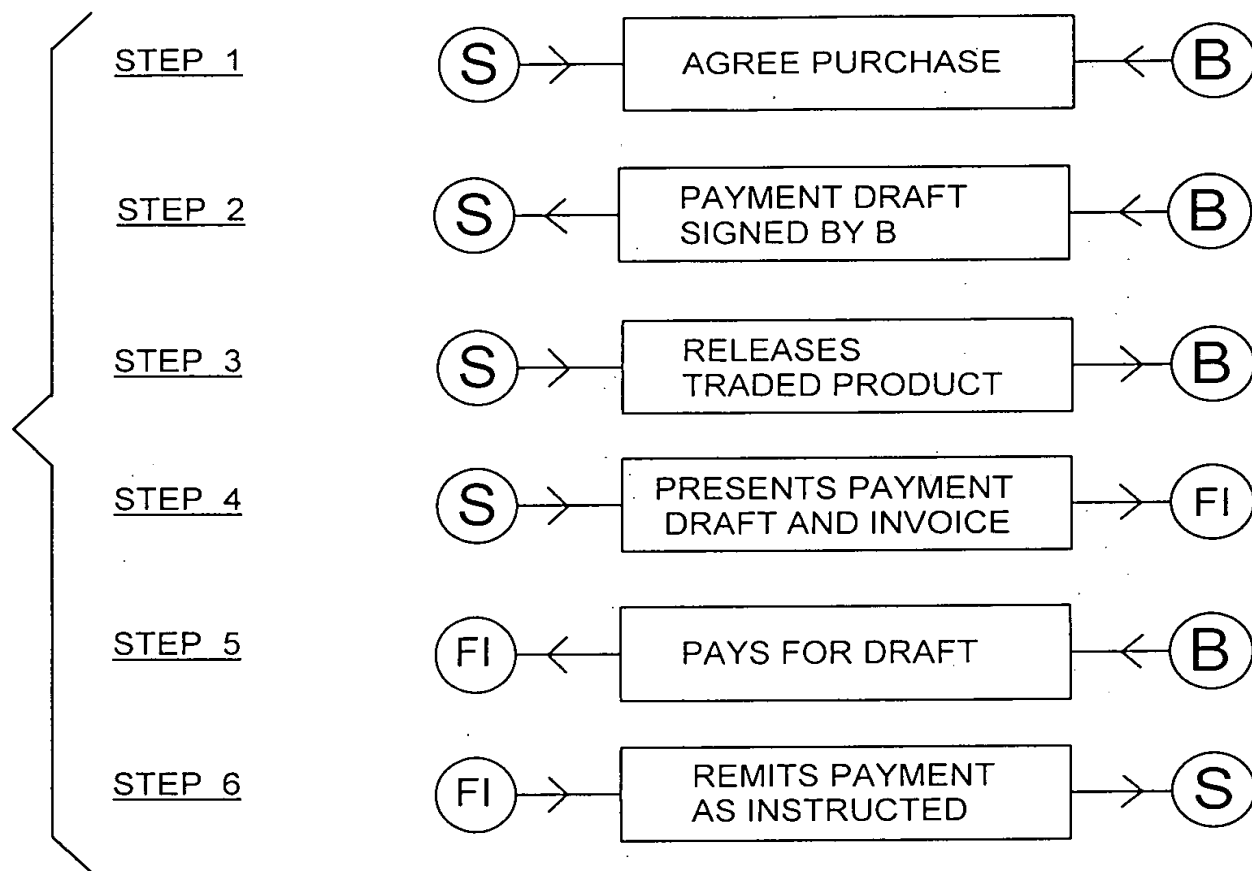 STEP 1
S
AGREE PURCHASE
B
STEP 2
S
PAYMENT DRAFT
SIGNED BY B
B
STEP 3
S
RELEASES
TRADED PRODUCT
B
STEP 4
S
PRESENTS PAYMENT
DRAFT AND INVOICE
FI
STEP 5
FI
PAYS FOR DRAFT
B
STEP 6
FI
REMITS PAYMENT
AS INSTRUCTED
S